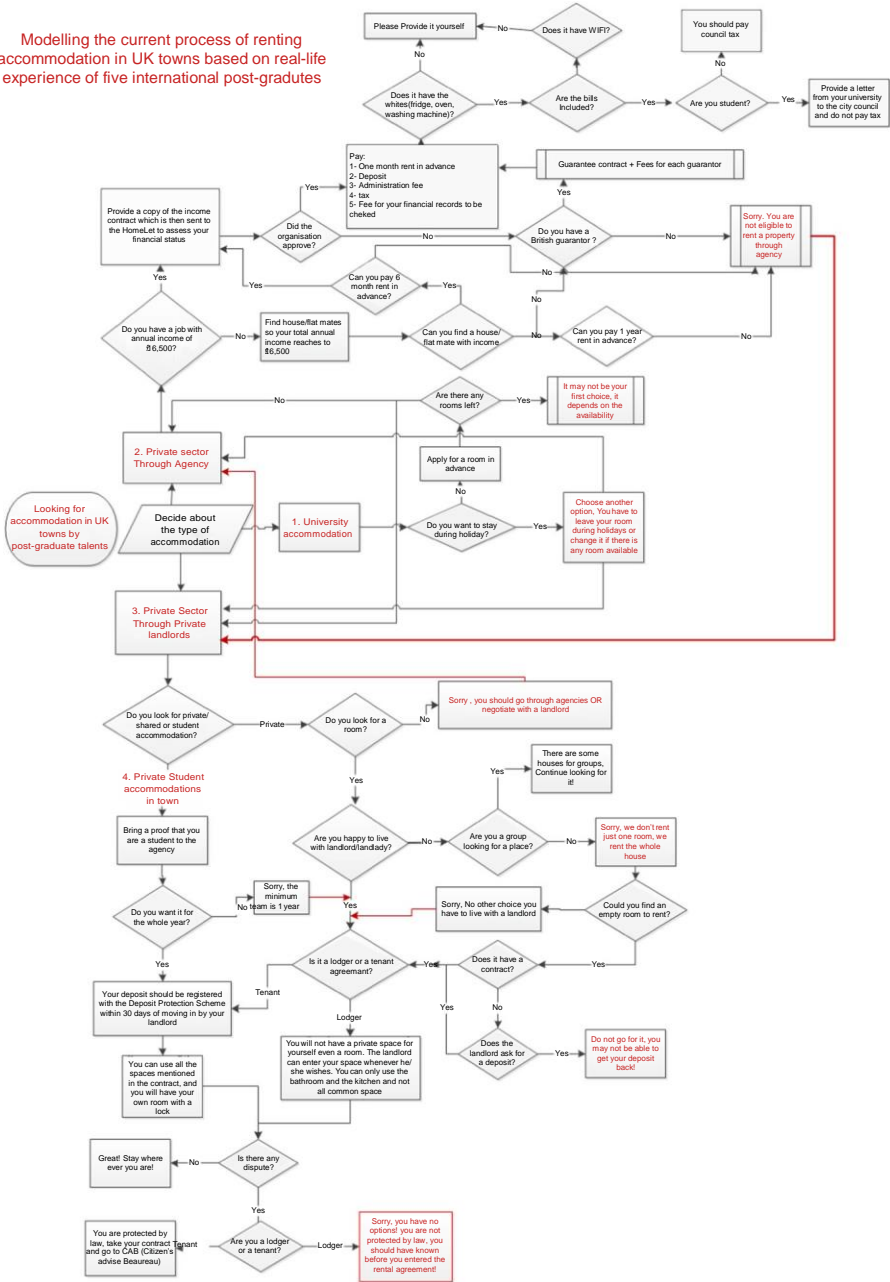 Modelling the current process of renting
accommodation in UK towns based on real-life
experience of five international post-gradutes
Please Provide it yourself
No
Does it have WIFI?
You should pay
council tax
No
No
Does it have the
whites(fridge, oven,
washing machine)?
Yes
Are the bills
Included?
Yes
Are you student?
Yes
Provide a letter
from your university
to the city council
and do not pay tax
Pay:
1- One month rent in advance
2- Deposit
3- Administration fee
4- tax
5- Fee for your financial records to be
cheked
Guarantee contract + Fees for each guarantor
Yes
Yes
Provide a copy of the income
contract which is then sent to
the HomeLet to assess your
financial status
Did the
organisation
approve?
No
Do you have a
British guarantor ?
No
Sorry. You are
not eligible to
rent a property
through
agency
Yes
Yes
Can you pay 6
month rent in
advance?
Yes
No
No
Do you have a job with
annual income of
₤16,500?
No
Find house/flat mates
so your total annual
income reaches to
₤16,500
Can you find a house/
flat mate with income
No
Can you pay 1 year
rent in advance?
No
No
Are there any
rooms left?
Yes
It may not be your
first choice, it
depends on the
availability
2. Private sector
Through Agency
Apply for a room in
advance
No
Looking for
accommodation in UK
towns by
post-graduate talents
Decide about
the type of
accommodation
1. University
accommodation
Do you want to stay
during holiday?
Yes
Choose another
option, You have to
leave your room
during holidays or
change it if there is
any room available
3. Private Sector
Through Private
landlords
Do you look for private/
shared or student
accommodation?
Private
Do you look for a
room?
No
Sorry , you should go through agencies OR
negotiate with a landlord
4. Private Student
accommodations
in town
Yes
Yes
There are some
houses for groups,
Continue looking for
it!
Bring a proof that you
are a student to the
agency
Are you happy to live
with landlord/landlady?
No
Are you a group
looking for a place?
No
Sorry, we don't rent
just one room, we
rent the whole
house
Do you want it for
the whole year?
No
Sorry, the
minimum
team is 1 year
Yes
Sorry, No other choice you
have to live with a landlord
Could you find an
empty room to rent?
Yes
Is it a lodger or a tenant
agreemant?
Yes
Does it have a
contract?
Yes
Tenant
Your deposit should be registered
with the Deposit Protection Scheme
within 30 days of moving in by your
landlord
Lodger
Yes
No
You can use all the
spaces mentioned
in the contract, and
you will have your
own room with a
lock
You will not have a private space for
yourself even a room. The landlord
can enter your space whenever he/
she wishes. You can only use the
bathroom and the kitchen and not
all common space
Does the
landlord ask for
a deposit?
Yes
Do not go for it, you
may not be able to
get your deposit
back!
Great! Stay where
ever you are!
No
Is there any
dispute?
Yes
You are protected by
law, take your contract
and go to CAB (Citizen's
advise Beaureau)
Tenant
Are you a lodger
or a tenant?
Lodger
Sorry, you have no
options! you are not
protected by law, you
should have known
before you entered the
rental agreement!